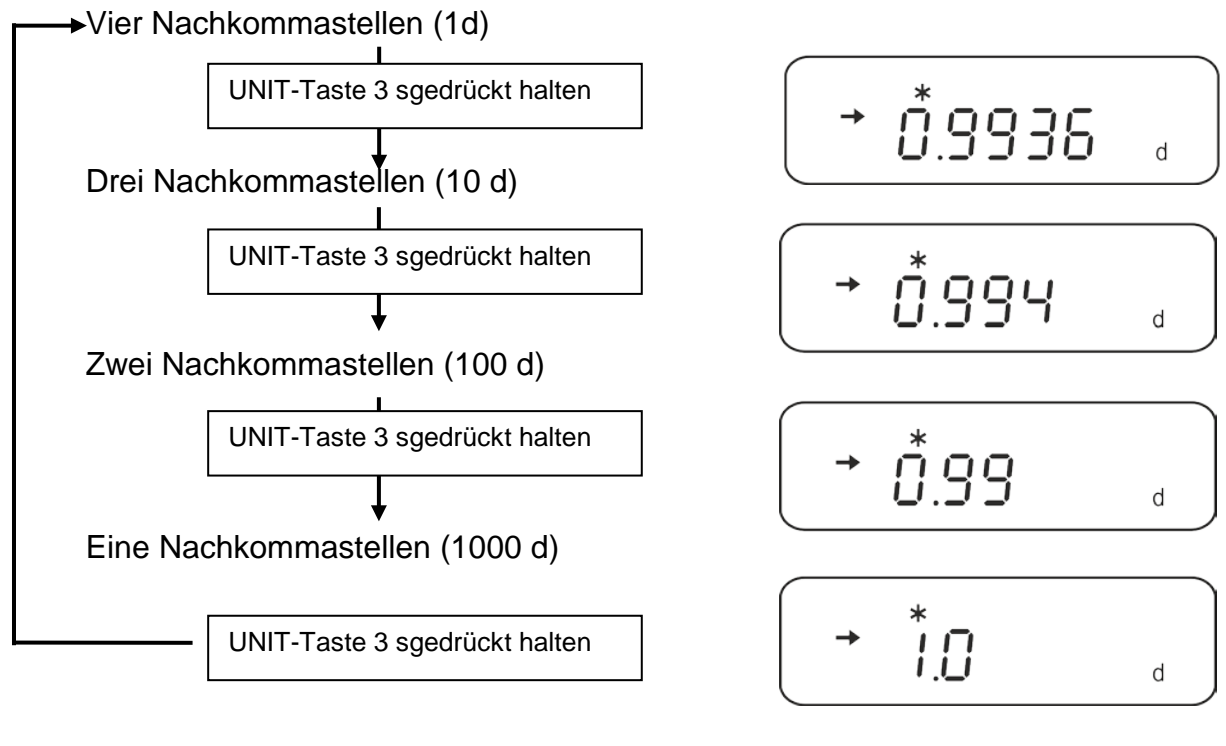 Vier Nachkommastellen (1d)
UNIT-Taste 3 sgedrückt halten
* → 0.9936 d
Drei Nachkommastellen (10 d)
UNIT-Taste 3 sgedrückt halten
* → 0.994 d
Zwei Nachkommastellen (100 d)
UNIT-Taste 3 sgedrückt halten
* → 0.99 d
Eine Nachkommastellen (1000 d)
UNIT-Taste 3 sgedrückt halten
* → 1.0 d